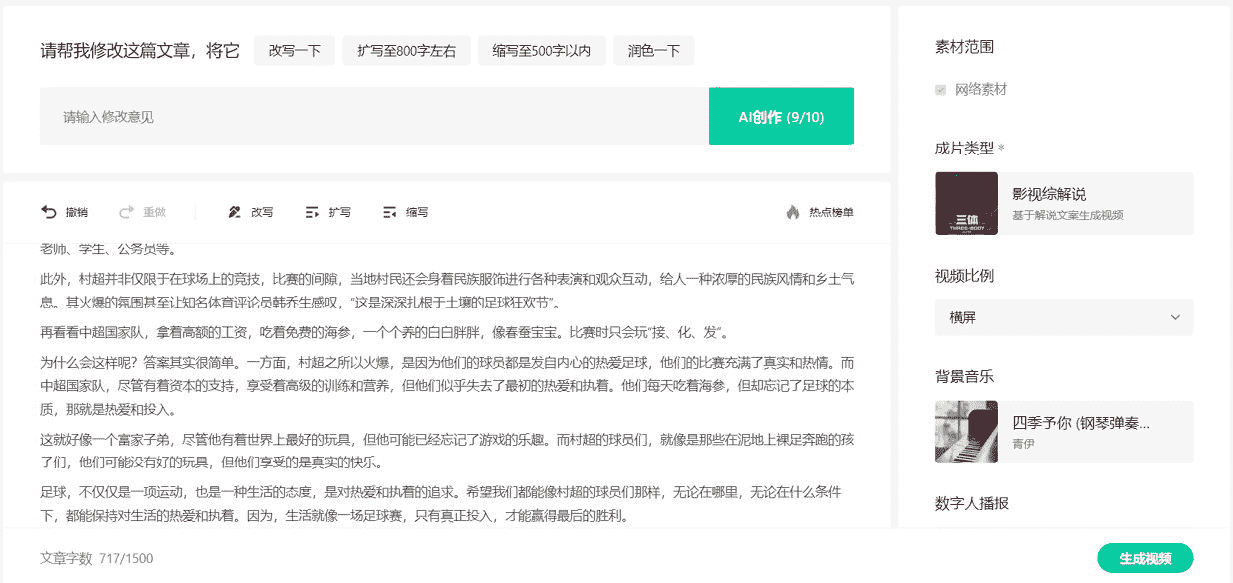 请帮我修改这篇文章，将它 改写一下 扩写至800字左右 缩写至500字以内 润色一下
请输入修改意见 AI创作 (9/10)
撤销 重做 改写 扩写 缩写 热点榜单
老师、学生、公务员等。
此外，村超并非仅限于在球场上的竞技，比赛的间隙，当地村民还会身着民族服饰进行各种表演和观众互动，给人一种浓厚的民族风情和乡土气
息。其火爆的氛围甚至让知名体育评论员韩乔生感叹，“这是深深扎根于土壤的足球狂欢节”。
再看看中超国家队，拿着高额的工资，吃着免费的海参，一个个养的白白胖胖，像春蚕宝宝。比赛时只会玩“接、化、发”。
为什么会这样呢？答案其实很简单。一方面，村超之所以火爆，是因为他们的球员都是发自内心的热爱足球，他们的比赛充满了真实和热情。而
中超国家队，尽管有着资本的支持，享受着高级的训练和营养，但他们似乎失去了最初的热爱和执着。他们每天吃着海参，但却忘记了足球的本
质，那就是热爱和投入。
这就好像一个富家子弟，尽管他有着世界上最好的玩具，但他可能已经忘记了游戏的乐趣。而村超的球员们，就像是那些在泥地上裸足奔跑的孩
子们，他们可能没有好的玩具，但他们享受的是真实的快乐。
足球，不仅仅是一项运动，也是一种生活的态度，是对热爱和执着的追求。希望我们都能像村超的球员们那样，无论在哪里，无论在什么条件
下，都能保持对生活的热爱和执着。因为，生活就像一场足球赛，只有真正投入，才能赢得最后的胜利。
文章字数 717/1500
素材范围
网络素材
成片类型 *
三体
THREE-BODY
影视综解说
基于解说文案生成视频
视频比例
横屏
背景音乐
四季予你 (钢琴弹奏...
青伊
数字人播报
生成视频